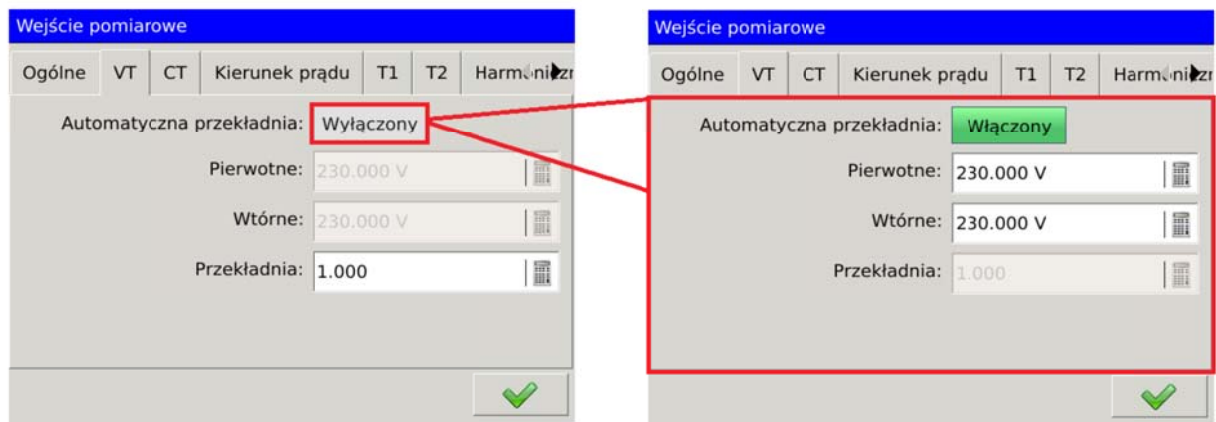 Wejście pomiarowe
Ogólne VT CT Kierunek prądu T1 T2
Automatyczna przekładnia: Wyłączony
Pierwotne: 230.000 V
Wtórne: 230.000 V
Przekładnia: 1.000
Wejście pomiarowe
Ogólne VT CT Kierunek prądu T1 T2
Automatyczna przekładnia: Włączony
Pierwotne: 230.000 V
Wtórne: 230.000 V
Przekładnia: 1.000